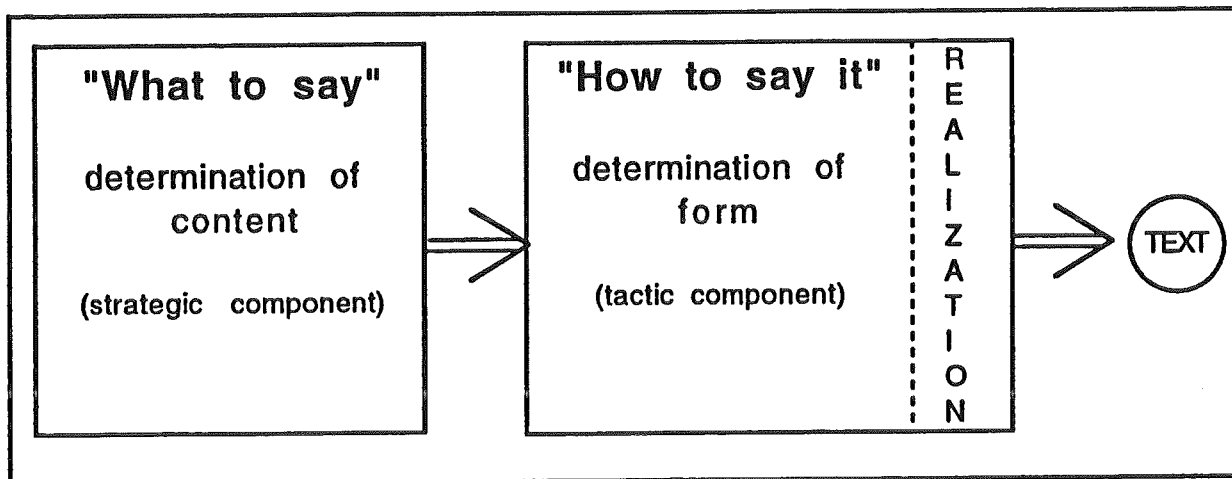 "What to say"
determination of
content
(strategic component)
"How to say it"
determination of
form
(tactic component)
REALIZATION
TEXT